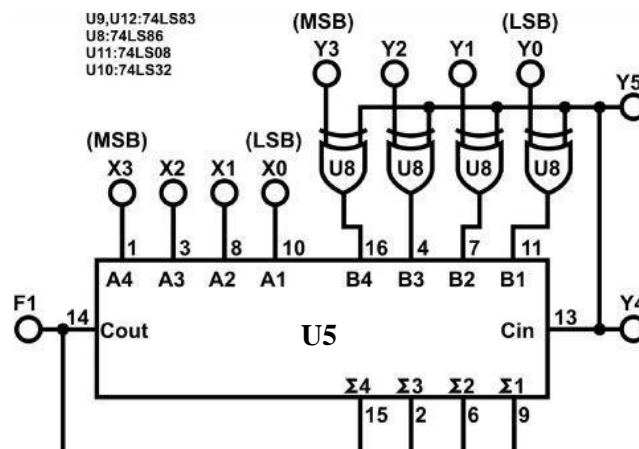 U9,U12:74LS83
U8:74LS86
U11:74LS08
U10:74LS32
(MSB) (LSB)
Y3 Y2 Y1 Y0
Y5
(MSB) (LSB)
X3 X2 X1 X0
U8 U8 U8 U8
1 3 8 10 16 4 7 11
A4 A3 A2 A1 B4 B3 B2 B1
F1 Y4
14 Cout U5 Cin 13
Σ4 Σ3 Σ2 Σ1
15 2 6 9